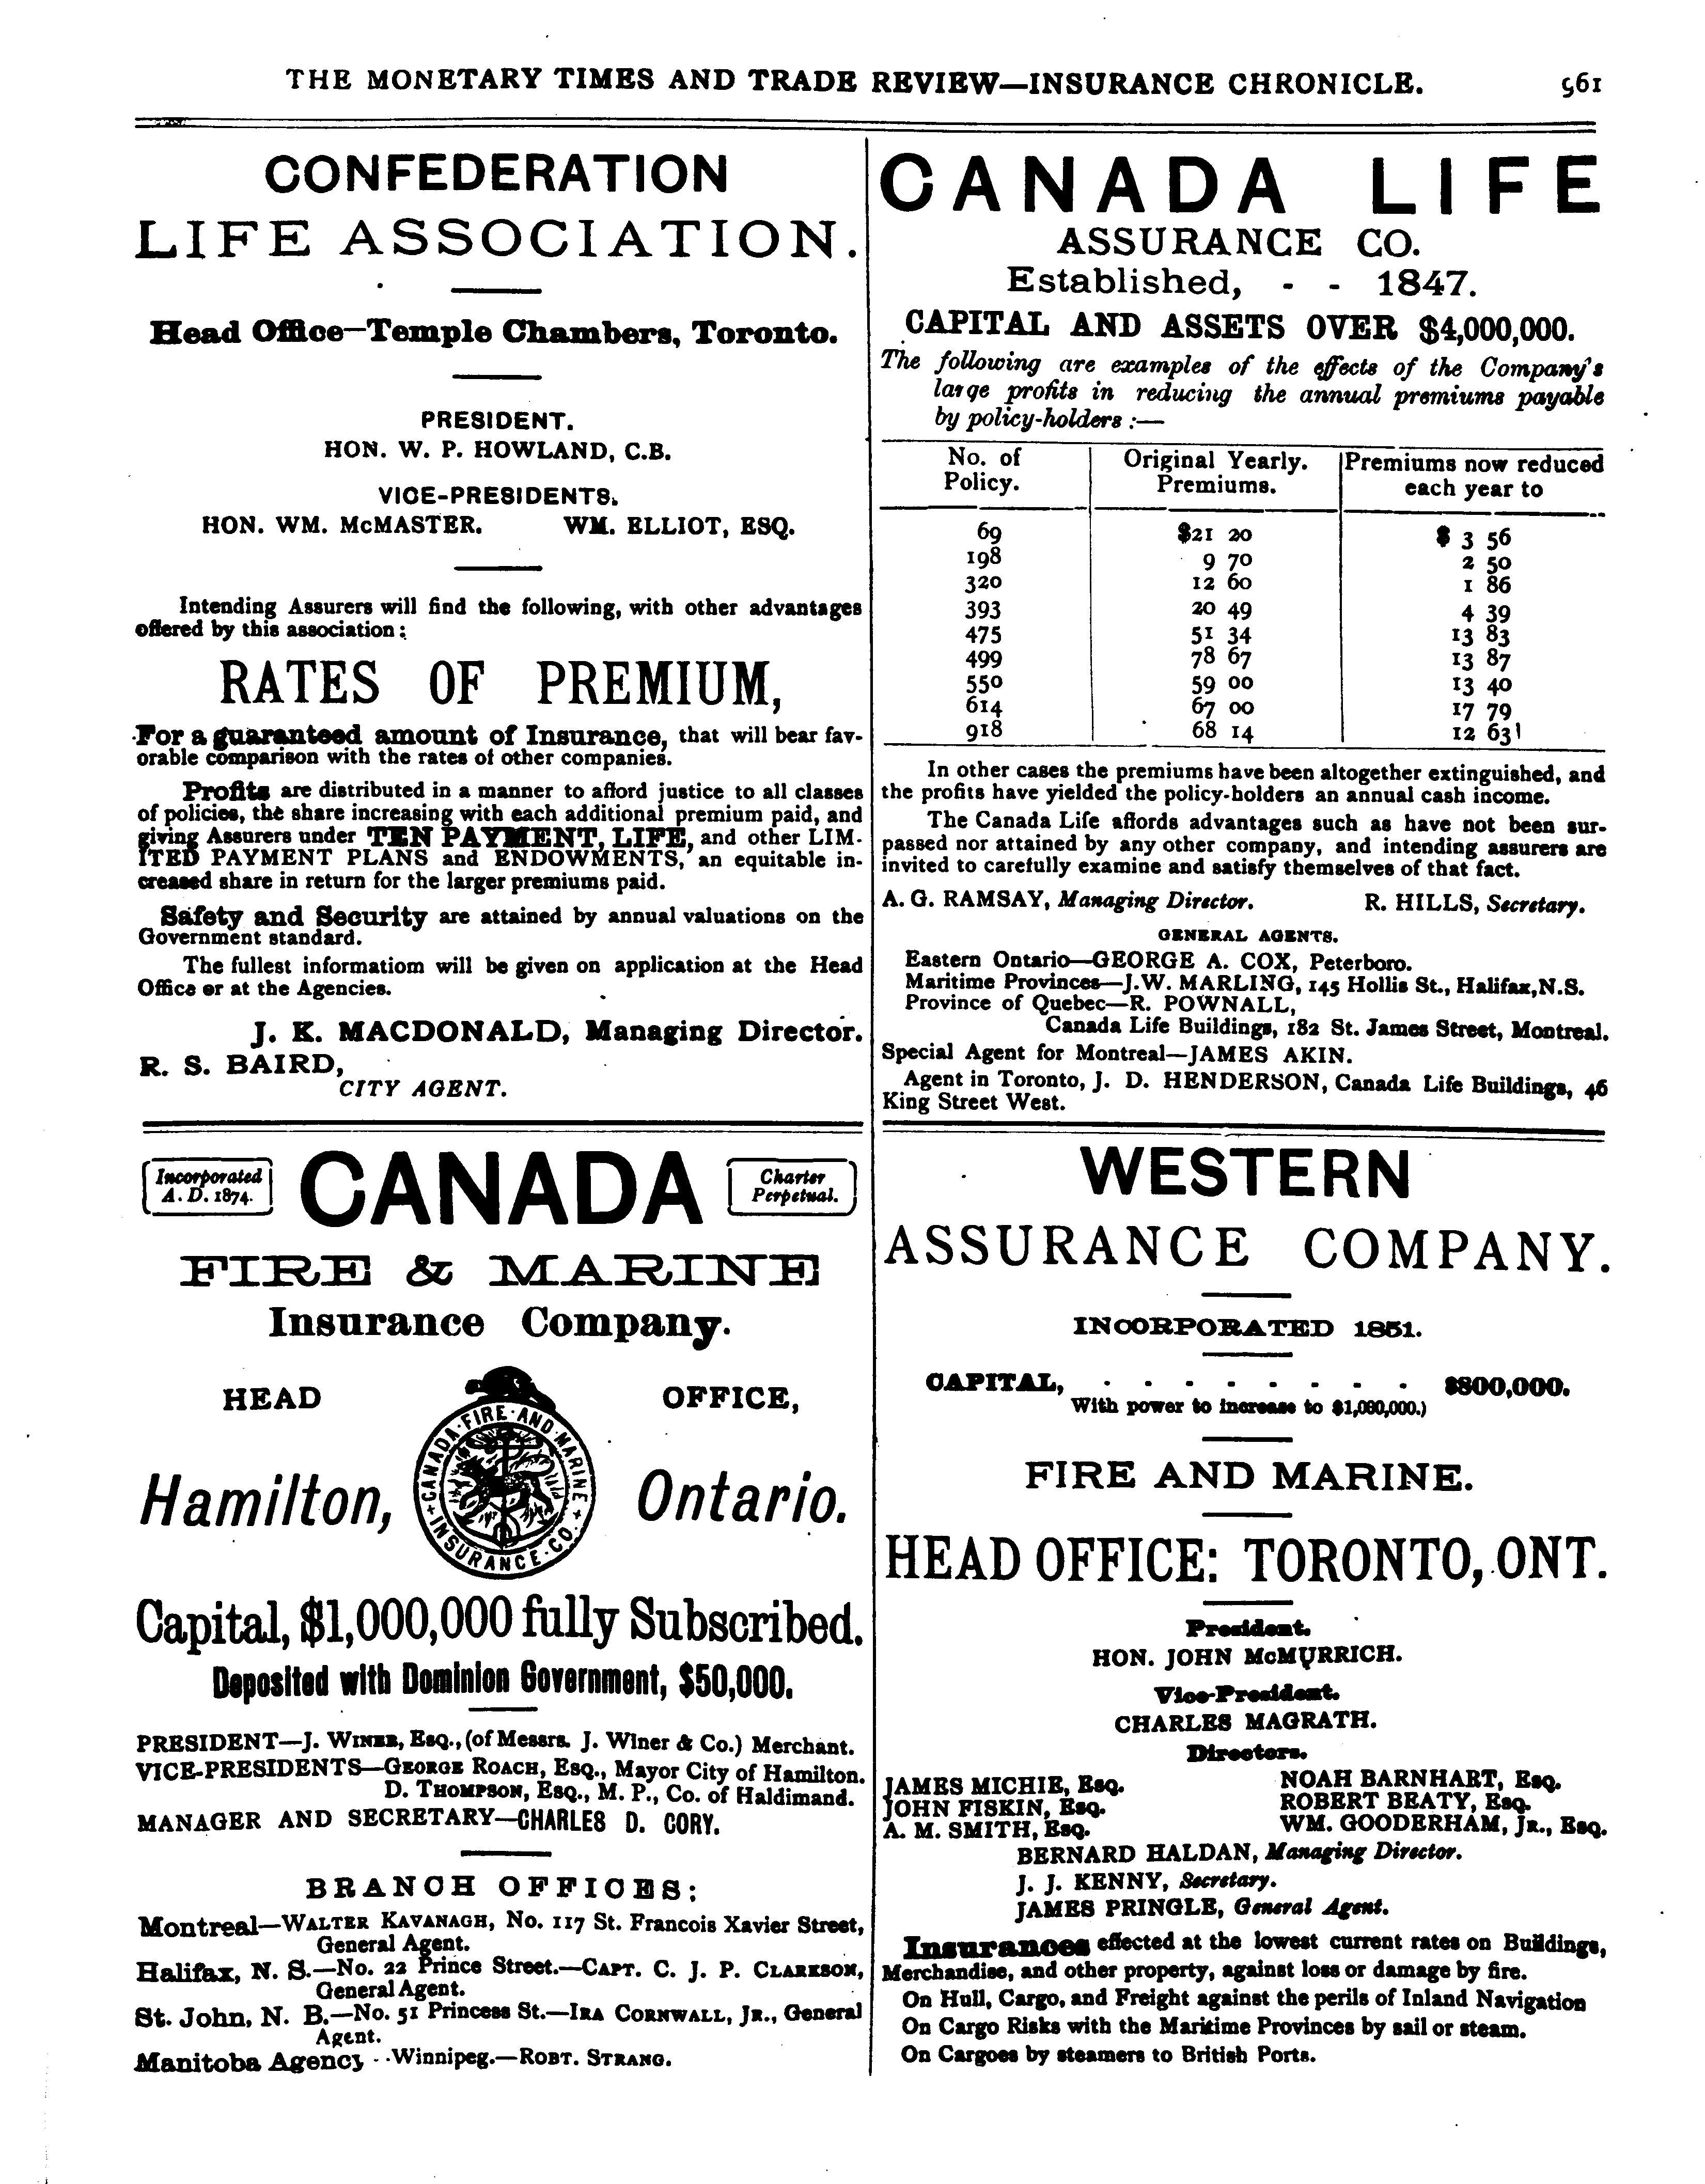 THE MONETARY TIMES AND TRADE REVIEW—INSURANCE CHRONICLE. 961
CONFEDERATION
LIFE ASSOCIATION.
Head Office—Temple Chambers, Toronto.
PRESIDENT.
HON. W. P. HOWLAND, C.B.
VICE-PRESIDENTS.
HON. WM. McMASTER. WM. ELLIOT, ESQ.
Intending Assurers will find the following, with other advantages
offered by this association:
RATES OF PREMIUM,
For a guaranteed amount of Insurance, that will bear fav-
orable comparison with the rates of other companies.
Profits are distributed in a manner to afford justice to all classes
of policies, the share increasing with each additional premium paid, and
giving Assurers under TEN PAYMENT, LIFE, and other LIM-
ITED PAYMENT PLANS and ENDOWMENTS, an equitable in-
creased share in return for the larger premiums paid.
Safety and Security are attained by annual valuations on the
Government standard.
The fullest informatiom will be given on application at the Head
Office or at the Agencies.
J. K. MACDONALD, Managing Director.
R. S. BAIRD,
CITY AGENT.
CANADA LIFE
ASSURANCE CO.
Established, - - 1847.
CAPITAL AND ASSETS OVER $4,000,000.
The following are examples of the effects of the Company's
large profits in reducing the annual premiums payable
by policy-holders :—
No. of Original Yearly. Premiums now reduced
Policy. Premiums. each year to
69 $21 20 $ 3 56
198 9 70 2 50
320 12 60 1 86
393 20 49 4 39
475 51 34 13 83
499 78 67 13 87
550 59 00 13 40
614 67 00 17 79
918 68 14 12 63
In other cases the premiums have been altogether extinguished, and
the profits have yielded the policy-holders an annual cash income.
The Canada Life affords advantages such as have not been sur-
passed nor attained by any other company, and intending assurers are
invited to carefully examine and satisfy themselves of that fact.
A. G. RAMSAY, Managing Director. R. HILLS, Secretary.
GENERAL AGENTS.
Eastern Ontario—GEORGE A. COX, Peterboro.
Maritime Provinces—J.W. MARLING, 145 Hollis St., Halifax, N.S.
Province of Quebec—R. POWNALL,
Canada Life Buildings, 182 St. James Street, Montreal.
Special Agent for Montreal—JAMES AKIN.
Agent in Toronto, J. D. HENDERSON, Canada Life Buildings, 46
King Street West.
Incorporated
A. D. 1874.
CANADA
Charter
Perpetual.
FIRE & MARINE
Insurance Company.
HEAD OFFICE,
CANADA·FIRE·AND·MARINE
INSURANCE·CO.
Hamilton, Ontario.
Capital, $1,000,000 fully Subscribed.
Deposited with Dominion Government, $50,000.
PRESIDENT—J. WINER, ESQ., (of Messrs. J. Winer & Co.) Merchant.
VICE-PRESIDENTS—GEORGE ROACH, ESQ., Mayor City of Hamilton.
D. THOMPSON, ESQ., M. P., Co. of Haldimand.
MANAGER AND SECRETARY—CHARLES D. CORY.
BRANCH OFFICES:
Montreal—WALTER KAVANAGH, No. 117 St. Francois Xavier Street,
General Agent.
Halifax, N. S.—No. 22 Prince Street.—CAPT. C. J. P. CLARKSON,
General Agent.
St. John, N. B.—No. 51 Princess St.—IRA CORNWALL, JR., General
Agent.
Manitoba Agency--Winnipeg.—ROBT. STRANG.
WESTERN
ASSURANCE COMPANY.
INCORPORATED 1851.
CAPITAL, . . . . . . . . $800,000.
With power to increase to $1,000,000.)
FIRE AND MARINE.
HEAD OFFICE: TORONTO, ONT.
President.
HON. JOHN McMURRICH.
Vice-President.
CHARLES MAGRATH.
Directors.
JAMES MICHIE, ESQ. NOAH BARNHART, ESQ.
JOHN FISKIN, ESQ. ROBERT BEATY, ESQ.
A. M. SMITH, ESQ. WM. GOODERHAM, JR., ESQ.
BERNARD HALDAN, Managing Director.
J. J. KENNY, Secretary.
JAMES PRINGLE, General Agent.
Insurances effected at the lowest current rates on Buildings,
Merchandise, and other property, against loss or damage by fire.
On Hull, Cargo, and Freight against the perils of Inland Navigation
On Cargo Risks with the Maritime Provinces by sail or steam.
On Cargoes by steamers to British Ports.